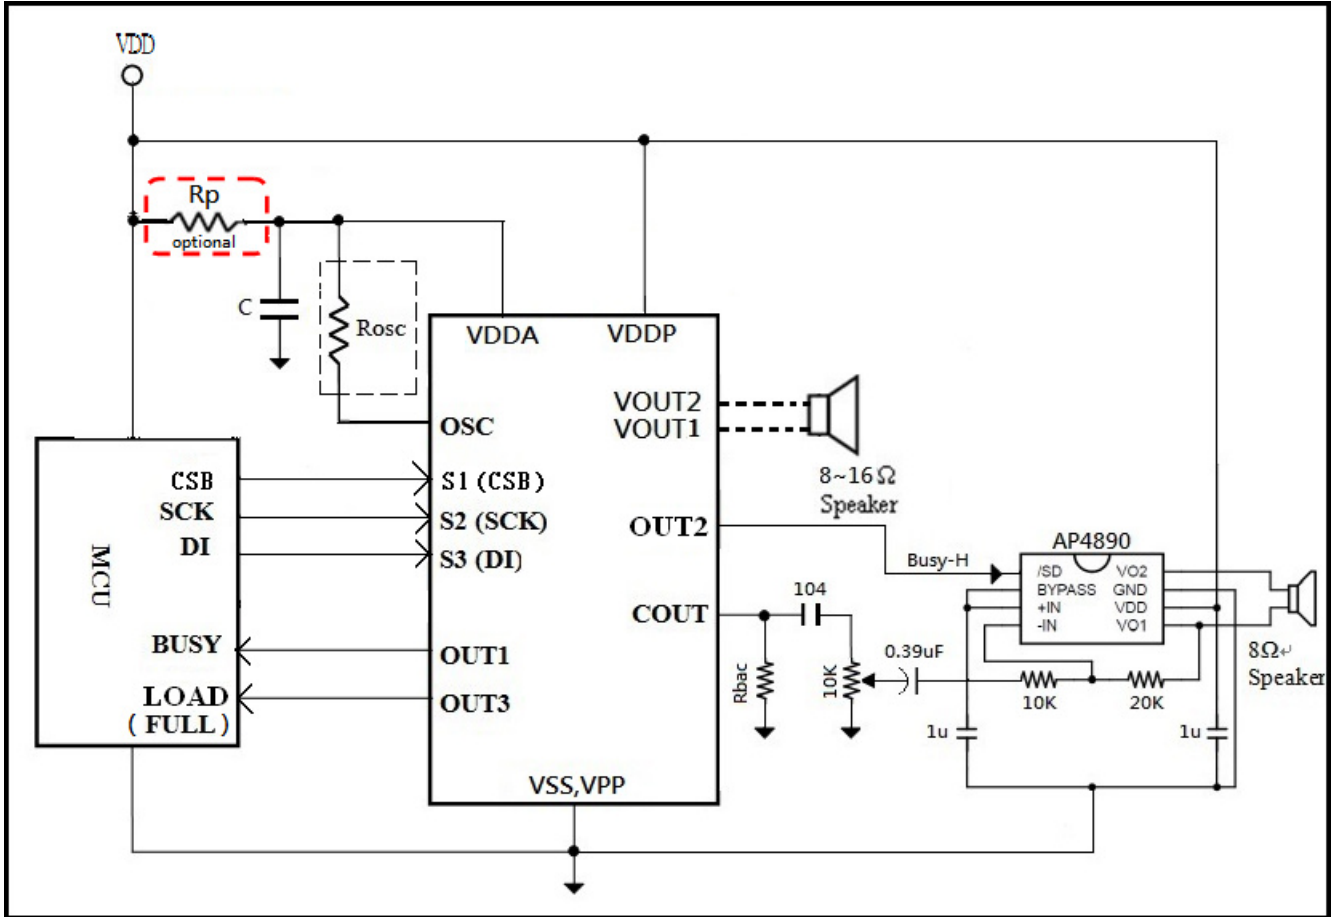 VDD
Rp
optional
C
Rosc
VDDA
VDDP
OSC
VOUT2
VOUT1
8~16 Ω
Speaker
CSB
SCK
DI
MCU
BUSY
LOAD
( FULL )
S1 (CSB)
S2 (SCK)
S3 (DI)
OUT1
OUT3
OUT2
COUT
VSS,VPP
Busy-H
AP4890
/SD
BYPASS
+IN
-IN
VO2
GND
VDD
VO1
104
Rbac
10K
0.39uF
10K
20K
8Ω↵
Speaker
1u
1u